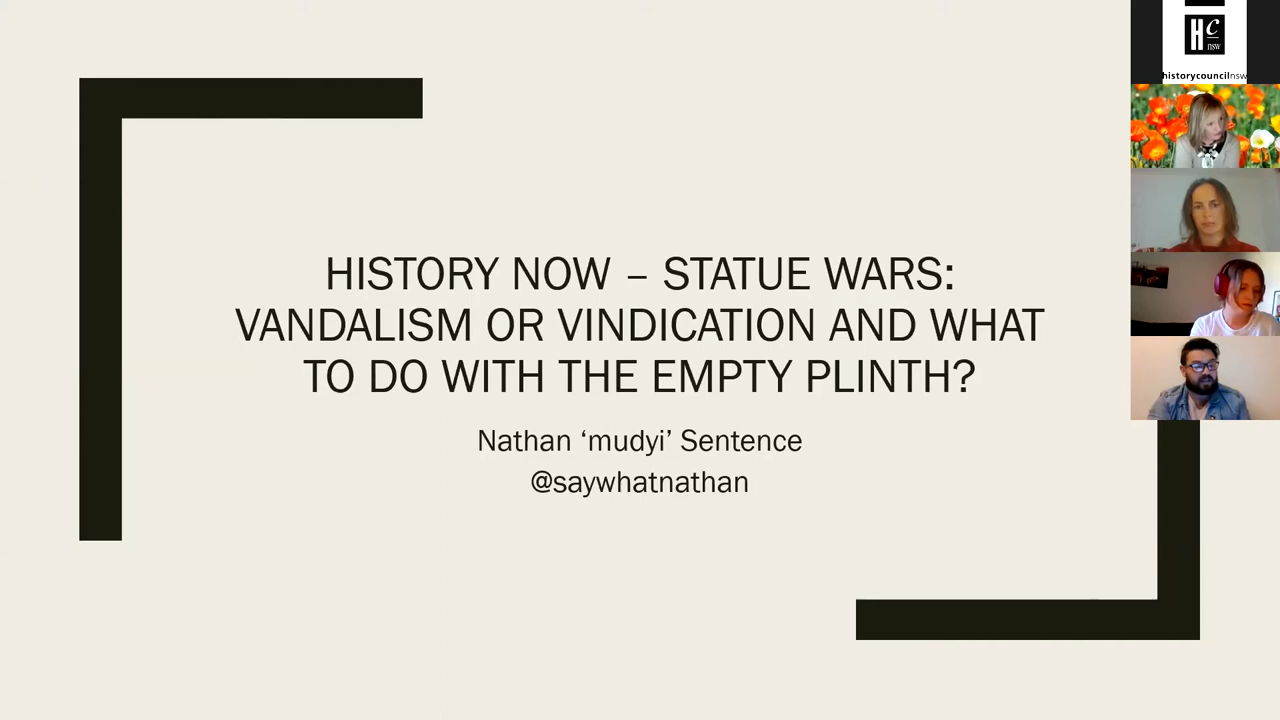 HISTORY NOW – STATUE WARS:
VANDALISM OR VINDICATION AND WHAT
TO DO WITH THE EMPTY PLINTH?
Nathan ‘mudyi’ Sentence
@saywhatnathan
Hc
nsw
historycouncilnsw